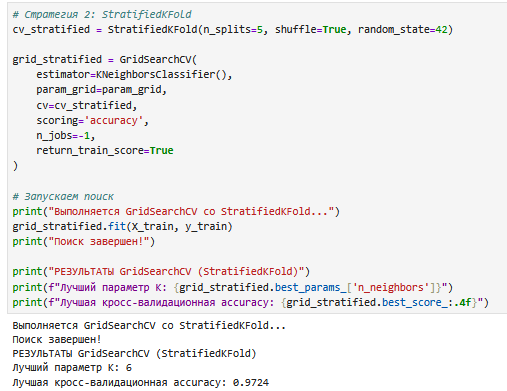 # Стратегия 2: StratifiedKFold
cv_stratified = StratifiedKFold(n_splits=5, shuffle=True, random_state=42)

grid_stratified = GridSearchCV(
    estimator=KNeighborsClassifier(),
    param_grid=param_grid,
    cv=cv_stratified,
    scoring='accuracy',
    n_jobs=-1,
    return_train_score=True
)

# Запускаем поиск
print("Выполняется GridSearchCV со StratifiedKFold...")
grid_stratified.fit(X_train, y_train)
print("Поиск завершен!")

print("РЕЗУЛЬТАТЫ GridSearchCV (StratifiedKFold)")
print(f"Лучший параметр K: {grid_stratified.best_params_['n_neighbors']}")
print(f"Лучшая кросс-валидационная accuracy: {grid_stratified.best_score_:.4f}")
Выполняется GridSearchCV со StratifiedKFold...
Поиск завершен!
РЕЗУЛЬТАТЫ GridSearchCV (StratifiedKFold)
Лучший параметр K: 6
Лучшая кросс-валидационная accuracy: 0.9724